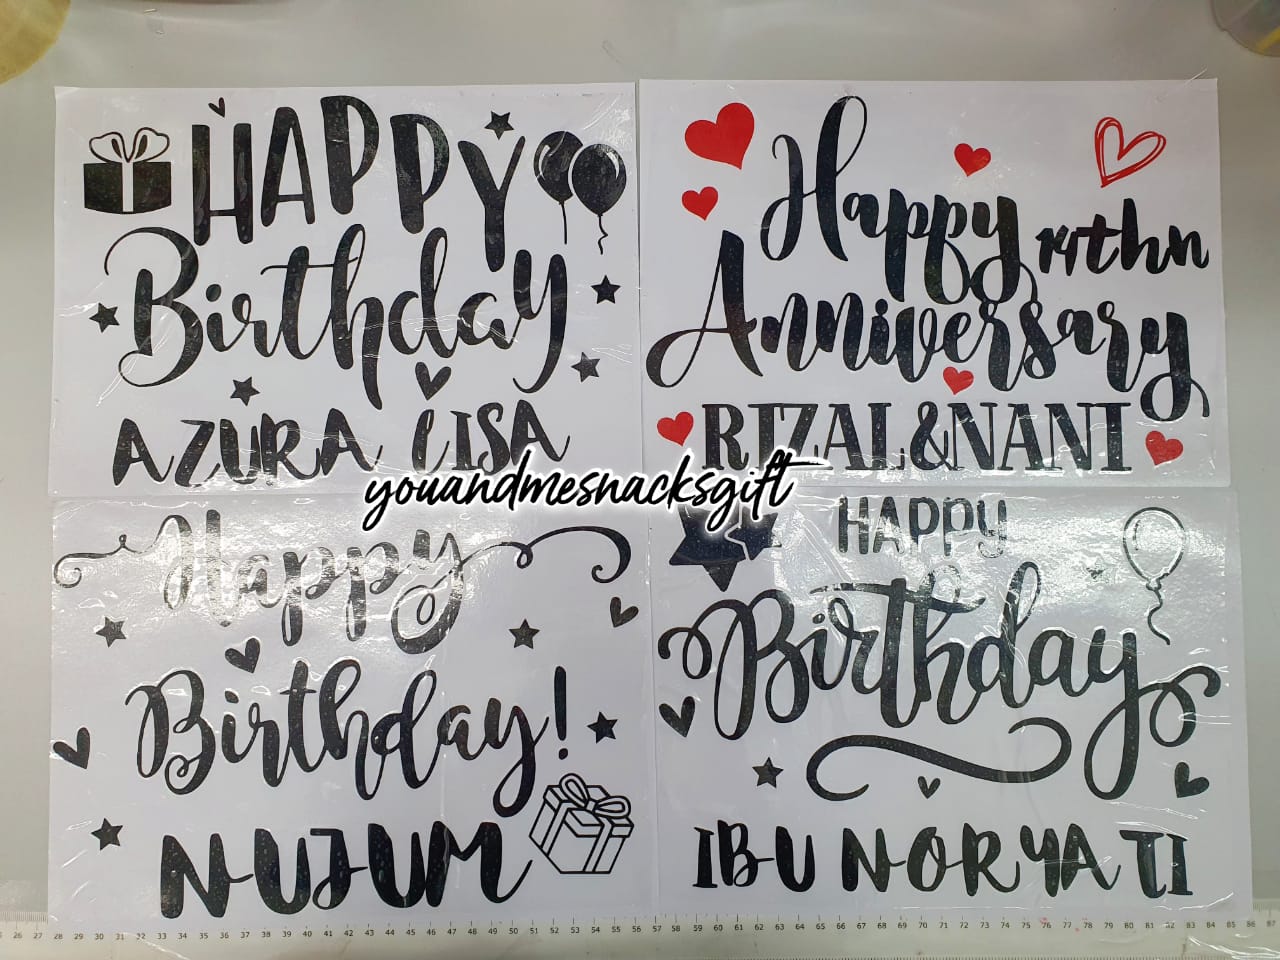 HAPPY
Birthday
AZURA LISA
Happy 14thn
Anniversary
RIZAL&NANI
youandmesnacksgift
Happy
Birthday!
NUJUM
HAPPY
Birthday
IBU NORYATI
26 27 28 29 30 31 32 33 34 35 36 37 38 39 40 41 42 43 44 45 46 47 48 49 50 51 52 53 54 55 56 57 58 59 60 61 62 63 64 65 66 67 68 69 70 71 72 73 74 75 76 77 78 79 80 81 82 83 84 85 86